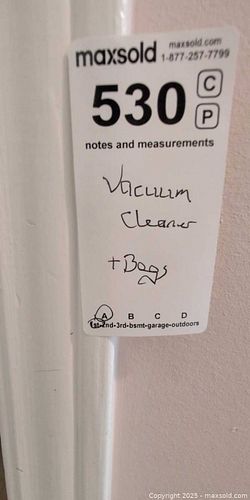 maxsold maxsold.com
1-877-257-7799
530 C
P
notes and measurements
Vacuum
Cleaner
+ Bags
A B C D
1st-2nd-3rd-bsmt-garage-outdoors
Copyright 2025 - maxsold.com